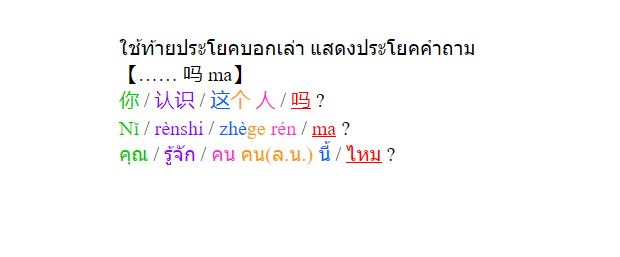 ใช้ท้ายประโยคบอกเล่า แสดงประโยคคำถาม
【…… 吗 ma】
你 / 认识 / 这个 人 / 吗 ?
Nǐ / rènshi / zhège rén / ma ?
คุณ / รู้จัก / คน คน(ล.น.) นี้ / ไหม ?